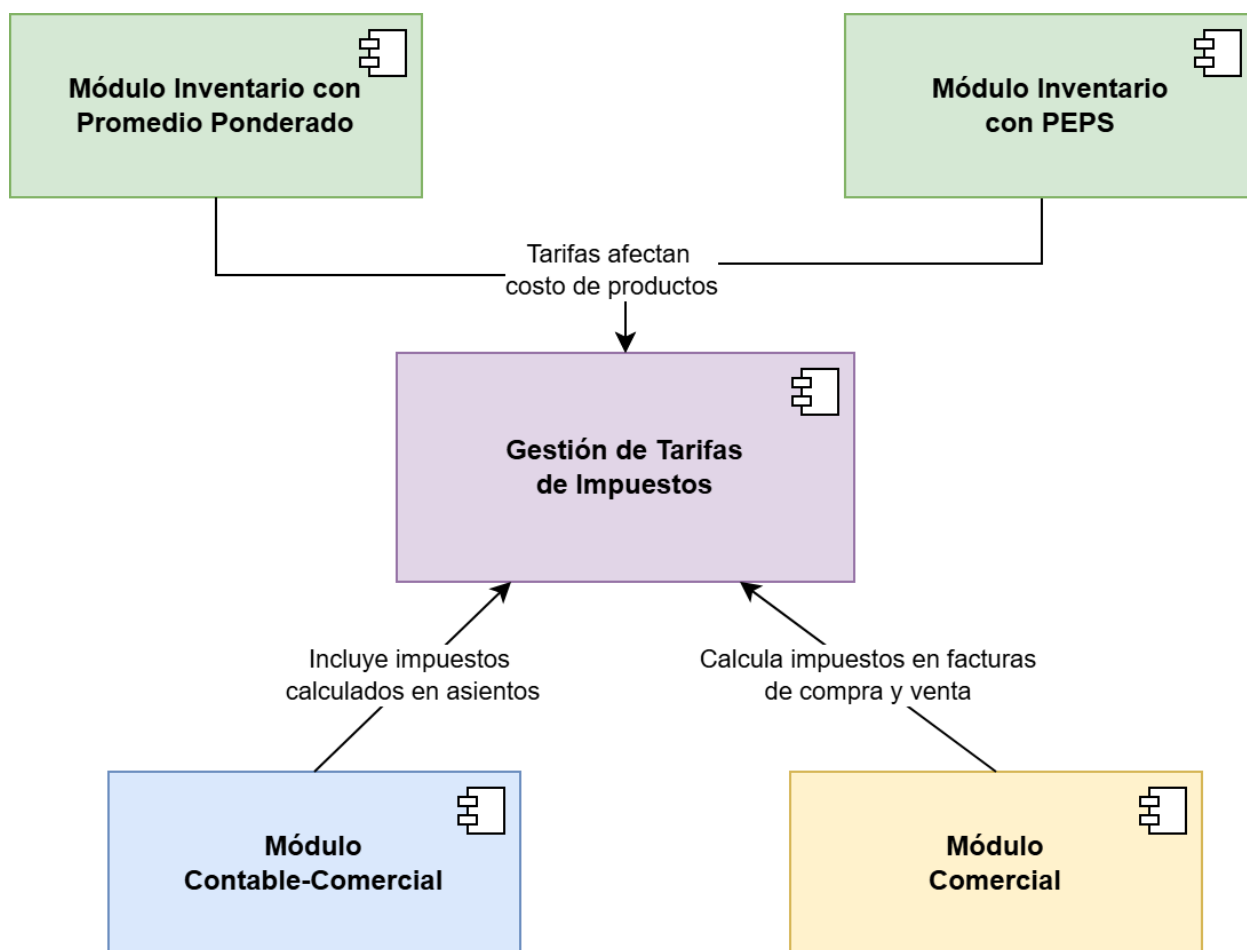 Módulo Inventario con
Promedio Ponderado
Módulo Inventario
con PEPS
Tarifas afectan
costo de productos
Gestión de Tarifas
de Impuestos
Incluye impuestos
calculados en asientos
Calcula impuestos en facturas
de compra y venta
Módulo
Contable-Comercial
Módulo
Comercial